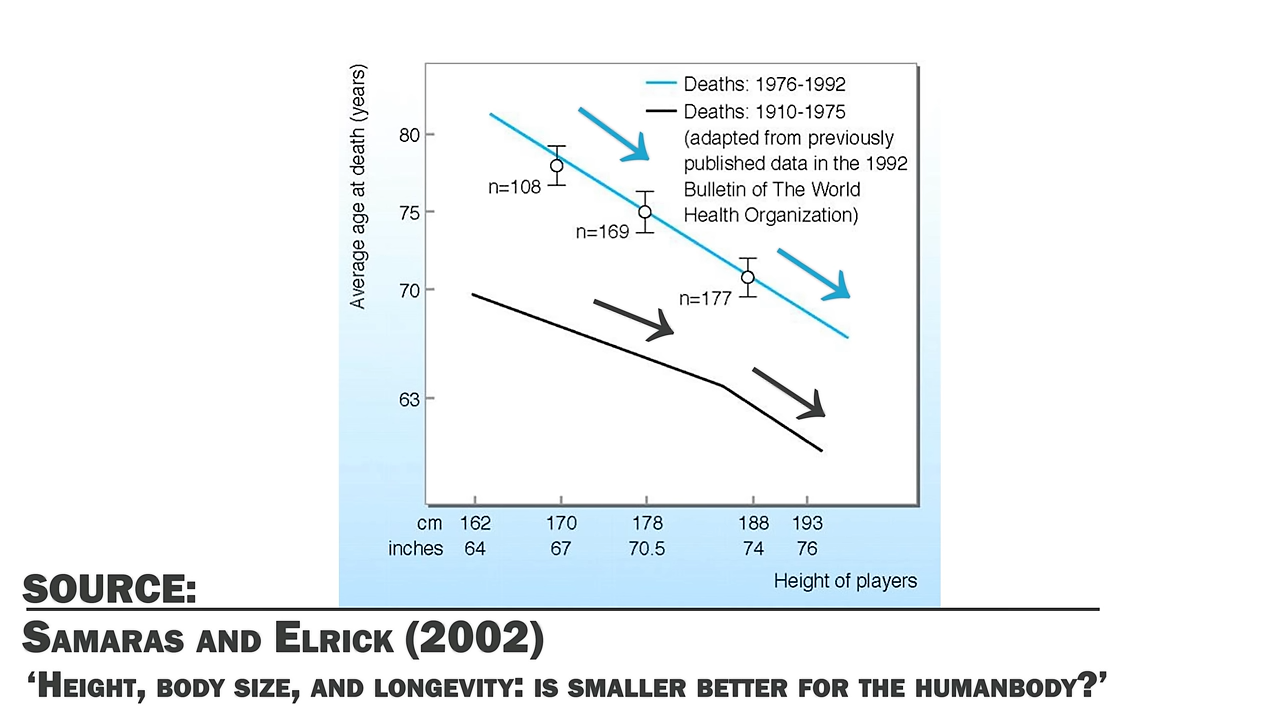 Average age at death (years)
Deaths: 1976-1992
Deaths: 1910-1975
(adapted from previously
published data in the 1992
Bulletin of The World
Health Organization)
80
75
70
63
n=108
n=169
n=177
cm 162 170 178 188 193
inches 64 67 70.5 74 76
Height of players
SOURCE:
SAMARAS AND ELRICK (2002)
‘HEIGHT, BODY SIZE, AND LONGEVITY: IS SMALLER BETTER FOR THE HUMANBODY?’